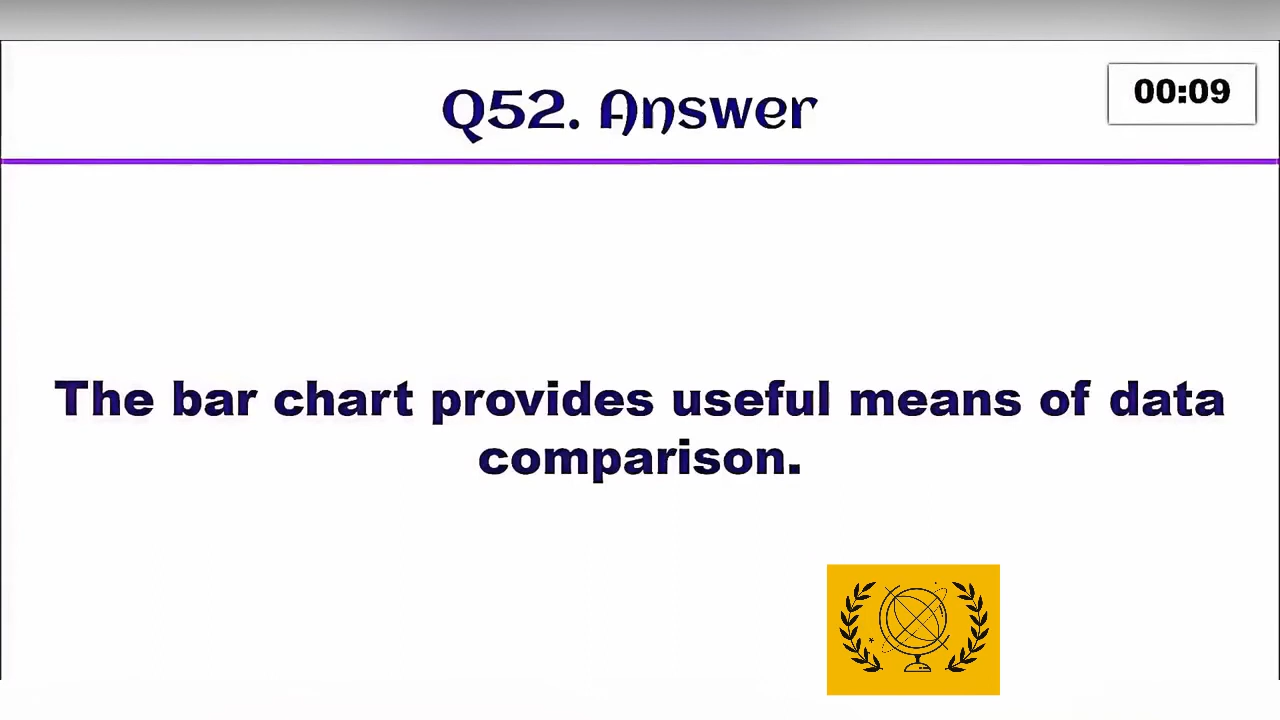 Q52. Answer
00:09
The bar chart provides useful means of data
comparison.